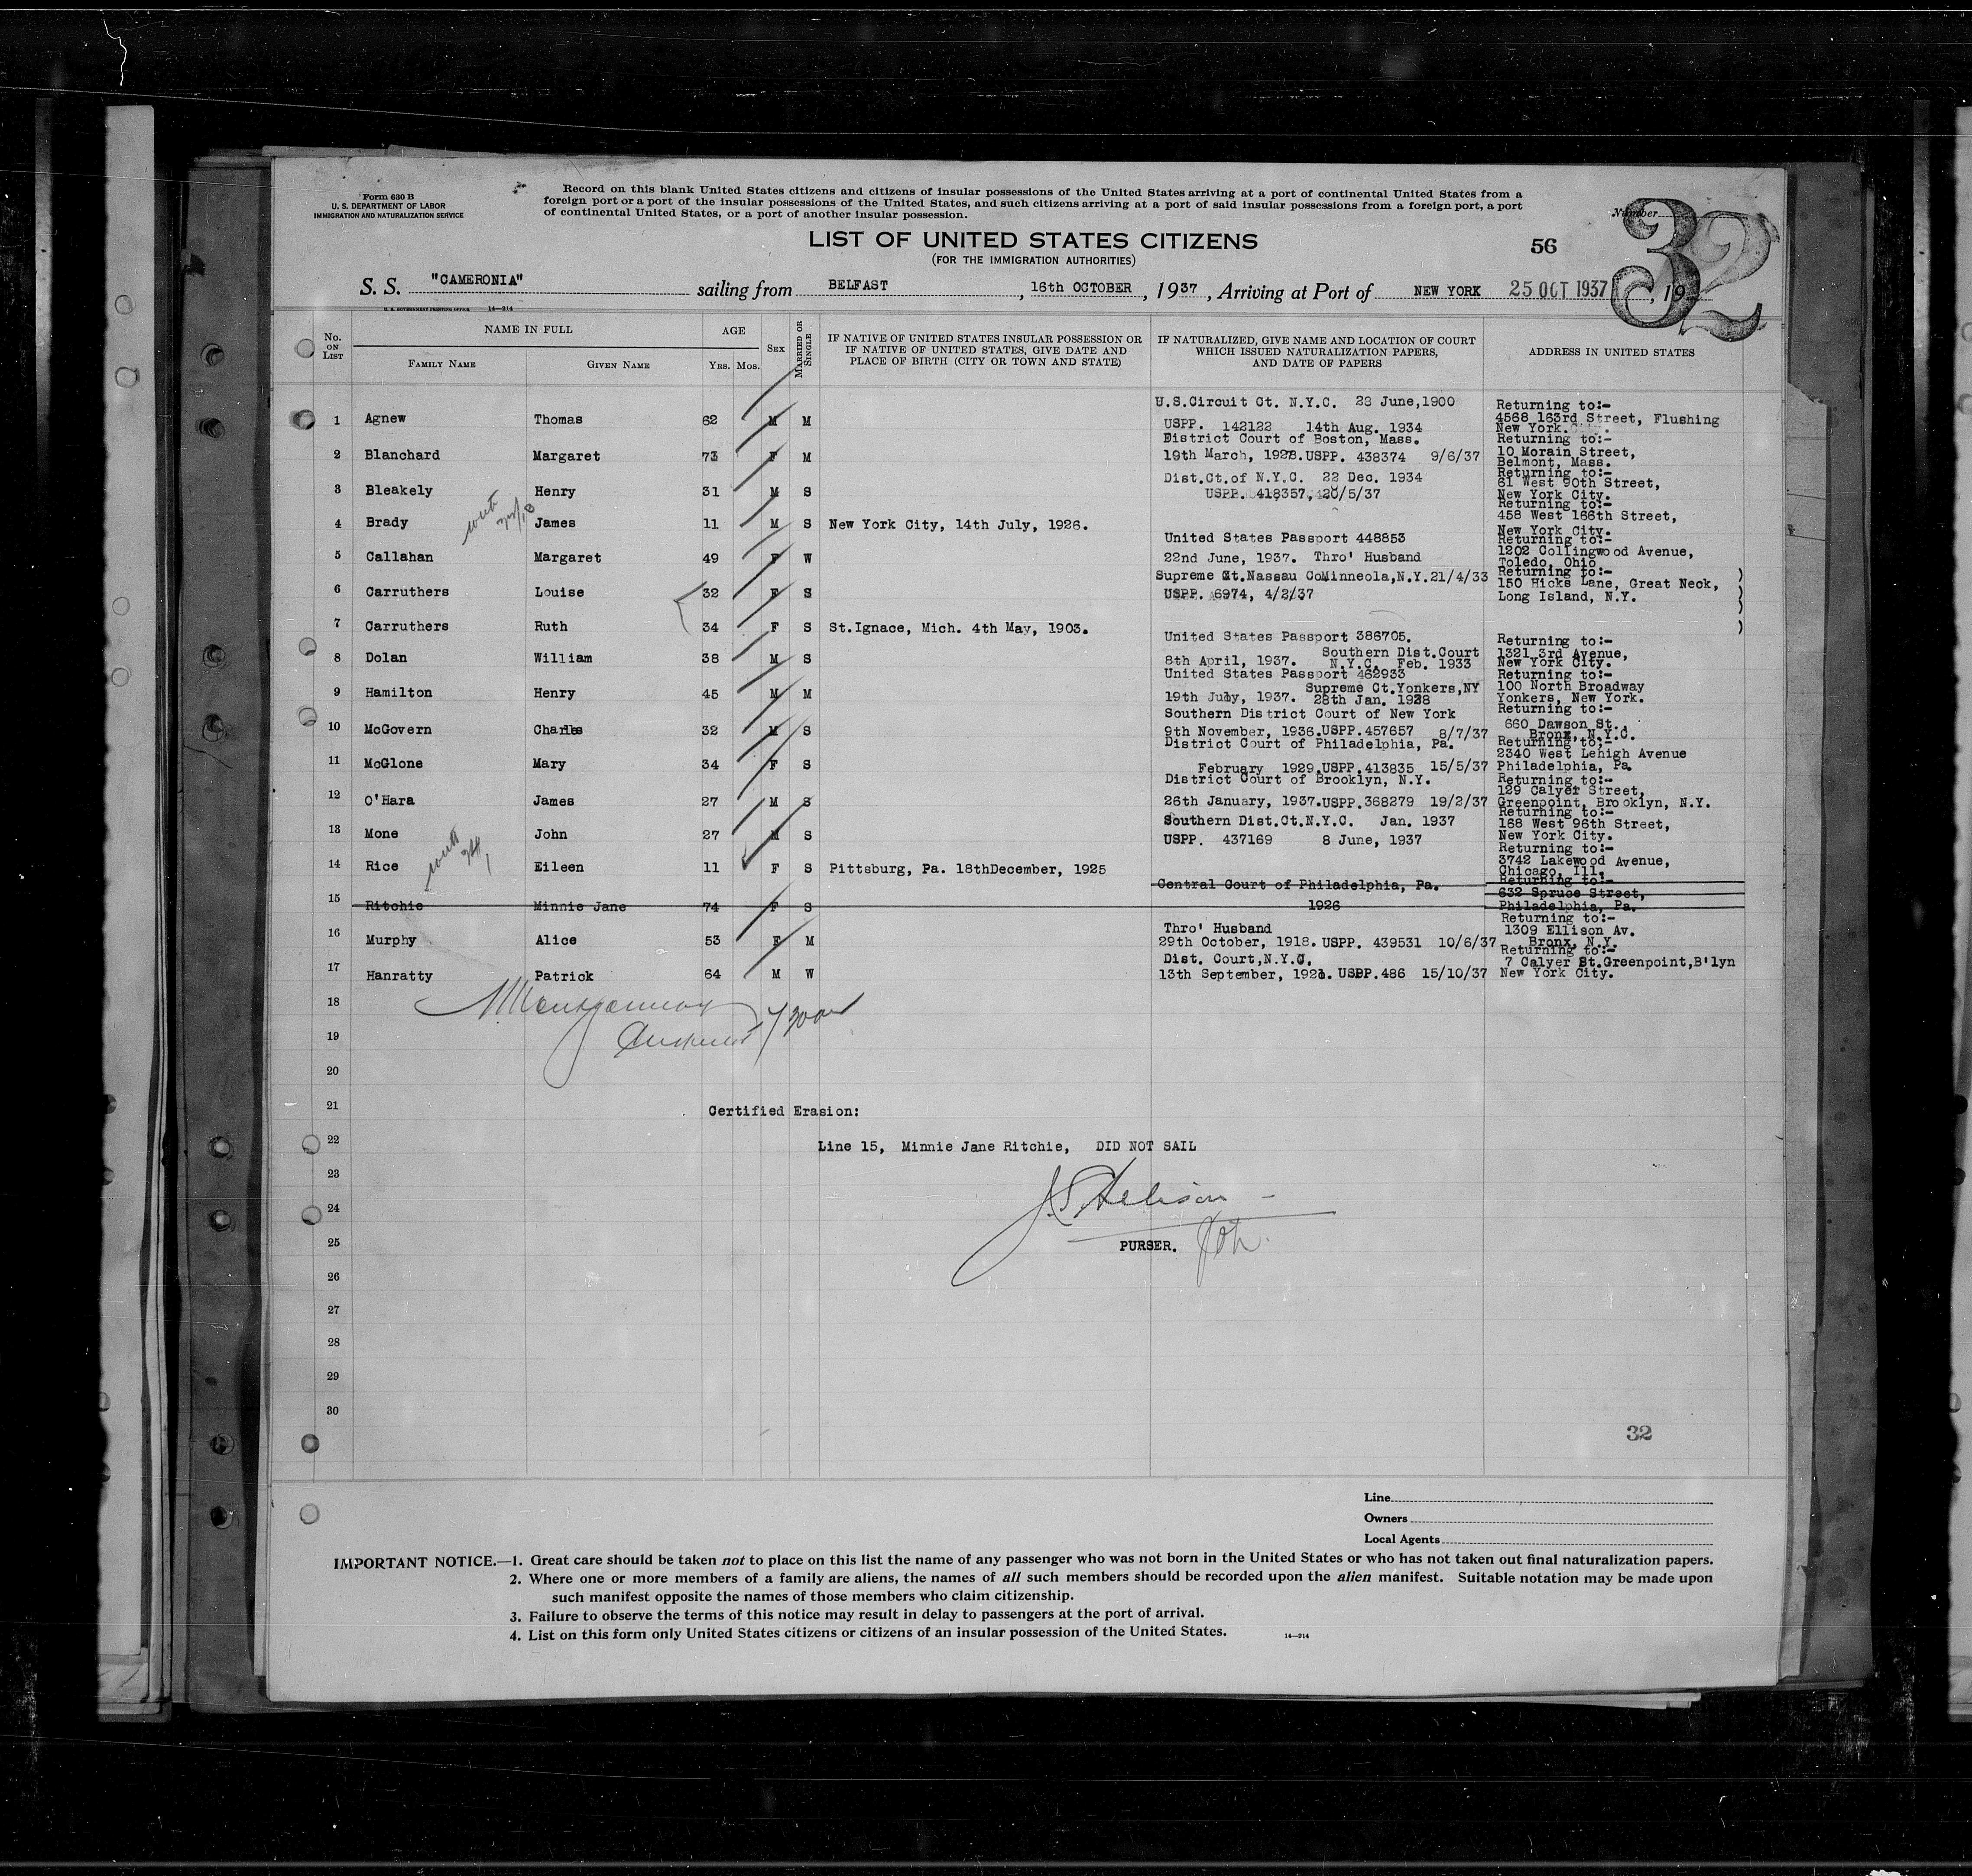 Form 630 B
U. S. DEPARTMENT OF LABOR
IMMIGRATION AND NATURALIZATION SERVICE
Record on this blank United States citizens and citizens of insular possessions of the United States arriving at a port of continental United States from a
foreign port or a port of the insular possessions of the United States, and such citizens arriving at a port of said insular possessions from a foreign port, a port
of continental United States, or a port of another insular possession.
Number
32
LIST OF UNITED STATES CITIZENS
56
(FOR THE IMMIGRATION AUTHORITIES)
S. S. "CAMERONIA" sailing from BELFAST, 16th OCTOBER, 1937, Arriving at Port of NEW YORK 25 OCT 1937, 19
U. S. GOVERNMENT PRINTING OFFICE 14—914
No. ON LIST
NAME IN FULL
FAMILY NAME GIVEN NAME
AGE
YRS. MOS.
SEX
MARRIED OR SINGLE
IF NATIVE OF UNITED STATES INSULAR POSSESSION OR
IF NATIVE OF UNITED STATES, GIVE DATE AND
PLACE OF BIRTH (CITY OR TOWN AND STATE)
IF NATURALIZED, GIVE NAME AND LOCATION OF COURT
WHICH ISSUED NATURALIZATION PAPERS,
AND DATE OF PAPERS
ADDRESS IN UNITED STATES
1 Agnew Thomas 62 M M
U.S.Circuit Ct. N.Y.C. 28 June,1900
USPP. 142122 14th Aug. 1934
Returning to:-
4568 163rd Street, Flushing
New York.
2 Blanchard Margaret 73 F M
District Court of Boston, Mass.
19th March, 1928.USPP. 438374 9/6/37
Returning to:-
10 Morain Street,
Belmont, Mass.
3 Bleakely Henry 31 M S
Dist.Ct.of N.Y.C. 22 Dec. 1934
USPP. 418357, 20/5/37
Returning to:-
61 West 90th Street,
New York City.
4 Brady James 11 M S New York City, 14th July, 1926.
Returning to:-
458 West 166th Street,
New York City.
5 Callahan Margaret 49 F W
United States Passport 448853
22nd June, 1937. Thro' Husband
Returning to:-
1202 Collingwood Avenue,
Toledo, Ohio
6 Carruthers Louise 32 F S
Supreme Ct.Nassau CoMinneola,N.Y.21/4/33
USPP. 6974, 4/2/37
Returning to:-
150 Hicks Lane, Great Neck,
Long Island, N.Y.
7 Carruthers Ruth 34 F S St.Ignace, Mich. 4th May, 1903.
8 Dolan William 38 M S
United States Passport 386705.
Southern Dist.Court
8th April, 1937. N.Y.C. Feb. 1933
Returning to:-
1321 3rd Avenue,
New York City.
9 Hamilton Henry 45 M M
United States Passport 462933
Supreme Ct.Yonkers,NY
19th July, 1937. 28th Jan. 1928
Returning to:-
100 North Broadway
Yonkers, New York.
10 McGovern Charles 32 M S
Southern District Court of New York
9th November, 1936.USPP.457657 8/7/37
Returning to:-
660 Dawson St.,
Bronx, N.Y.C.
11 McGlone Mary 34 F S
District Court of Philadelphia, Pa.
February 1929.USPP.413835 15/5/37
Returning to;-
2340 West Lehigh Avenue
Philadelphia, Pa.
12 O'Hara James 27 M S
District Court of Brooklyn, N.Y.
26th January, 1937.USPP.368279 19/2/37
Returning to:-
129 Calyer Street,
Greenpoint, Brooklyn, N.Y.
13 Mone John 27 M S
Southern Dist.Ct.N.Y.C. Jan. 1937
USPP. 437169 8 June, 1937
Returning to:-
168 West 96th Street,
New York City.
14 Rice Eileen 11 F S Pittsburg, Pa. 18thDecember, 1925
Returning to:-
3742 Lakewood Avenue,
Chicago, Ill.
15 Ritchie Minnie Jane 74 F S
Central Court of Philadelphia, Pa.
1926
Returning to:-
632 Spruce Street,
Philadelphia, Pa.
16 Murphy Alice 53 F M
Thro' Husband
29th October, 1918. USPP. 439531 10/6/37
Returning to:-
1309 Ellison Av.
Bronx, N.Y.
17 Hanratty Patrick 64 M W
Dist. Court,N.Y.C.
13th September, 1921. USPP.486 15/10/37
Returning to:-
7 Calyer St.Greenpoint,B'lyn
New York City.
18
19
20
21 Certified Erasion:
22 Line 15, Minnie Jane Ritchie, DID NOT SAIL
23
24
25 PURSER.
26
27
28
29
30
32
Line
Owners
Local Agents
IMPORTANT NOTICE.—1. Great care should be taken not to place on this list the name of any passenger who was not born in the United States or who has not taken out final naturalization papers.
2. Where one or more members of a family are aliens, the names of all such members should be recorded upon the alien manifest. Suitable notation may be made upon
such manifest opposite the names of those members who claim citizenship.
3. Failure to observe the terms of this notice may result in delay to passengers at the port of arrival.
4. List on this form only United States citizens or citizens of an insular possession of the United States.
14—914